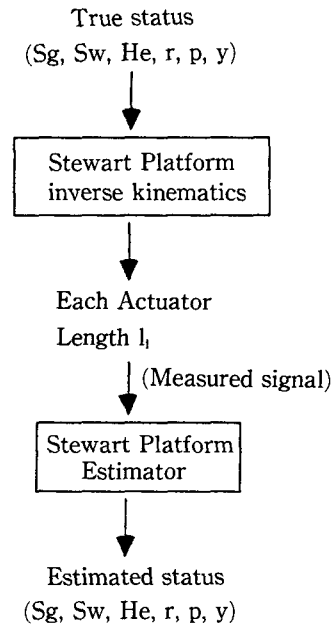 True status
(Sg, Sw, He, r, p, y)
Stewart Platform
inverse kinematics
Each Actuator
Length lᵢ
(Measured signal)
Stewart Platform
Estimator
Estimated status
(Sg, Sw, He, r, p, y)